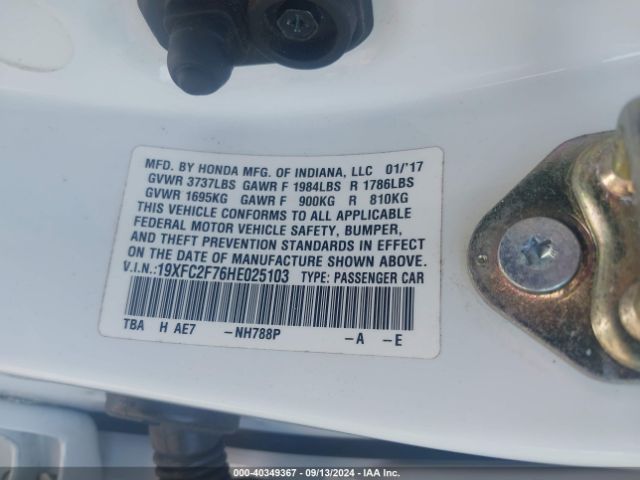 MFD. BY HONDA MFG. OF INDIANA, LLC 01/'17
GVWR 3737LBS GAWR F 1984LBS R 1786LBS
GVWR 1695KG GAWR F 900KG R 810KG
THIS VEHICLE CONFORMS TO ALL APPLICABLE
FEDERAL MOTOR VEHICLE SAFETY, BUMPER,
AND THEFT PREVENTION STANDARDS IN EFFECT
ON THE DATE OF MANUFACTURE SHOWN ABOVE.
V.I.N.:19XFC2F76HE025103 TYPE: PASSENGER CAR
TBA H AE7 -NH788P -A -E
000-40349367 - 09/13/2024 - IAA Inc.